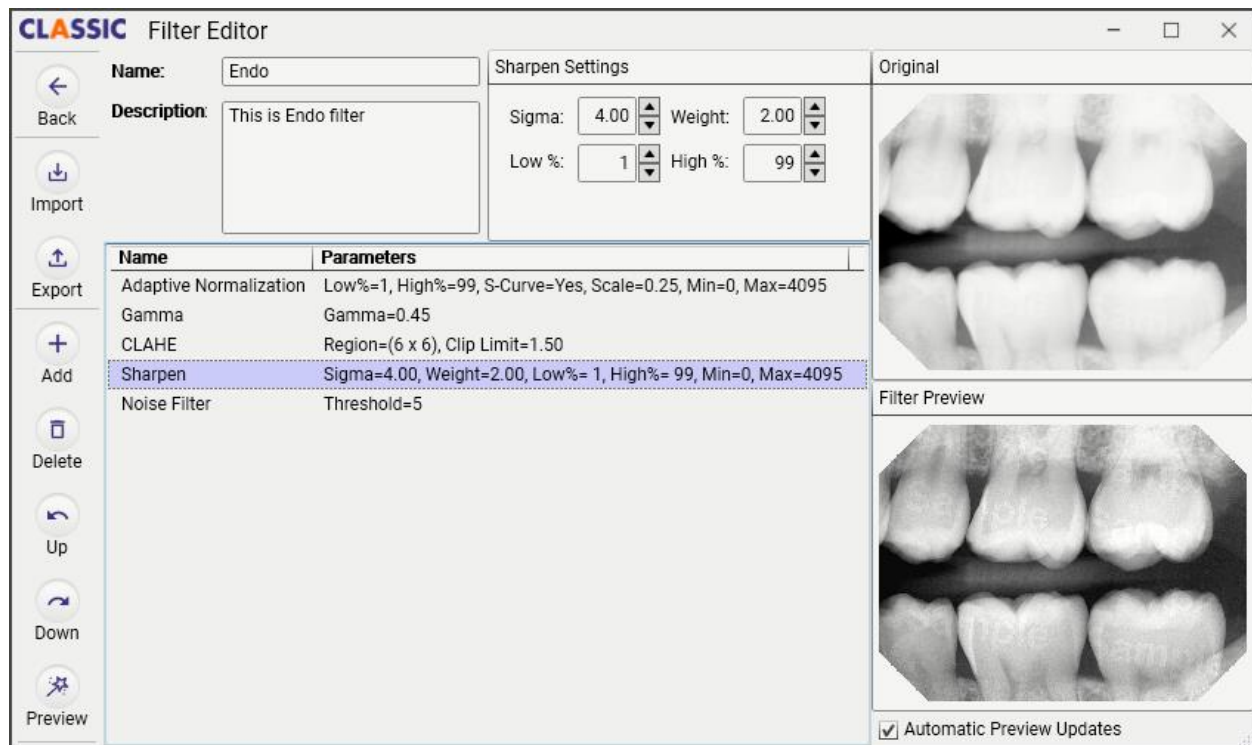 CLASSIC Filter Editor
Back
Import
Export
Add
Delete
Up
Down
Preview
Name: Endo
Description: This is Endo filter
Sharpen Settings
Sigma: 4.00 Weight: 2.00
Low %: 1 High %: 99
Name Parameters
Adaptive Normalization Low%=1, High%=99, S-Curve=Yes, Scale=0.25, Min=0, Max=4095
Gamma Gamma=0.45
CLAHE Region=(6 x 6), Clip Limit=1.50
Sharpen Sigma=4.00, Weight=2.00, Low%= 1, High%= 99, Min=0, Max=4095
Noise Filter Threshold=5
Original
Filter Preview
Automatic Preview Updates